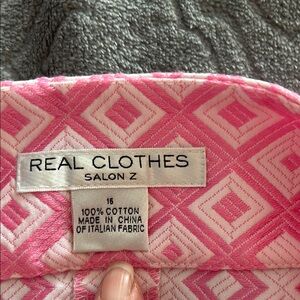 REAL CLOTHES
SALON Z
16
100% COTTON
MADE IN CHINA
OF ITALIAN FABRIC